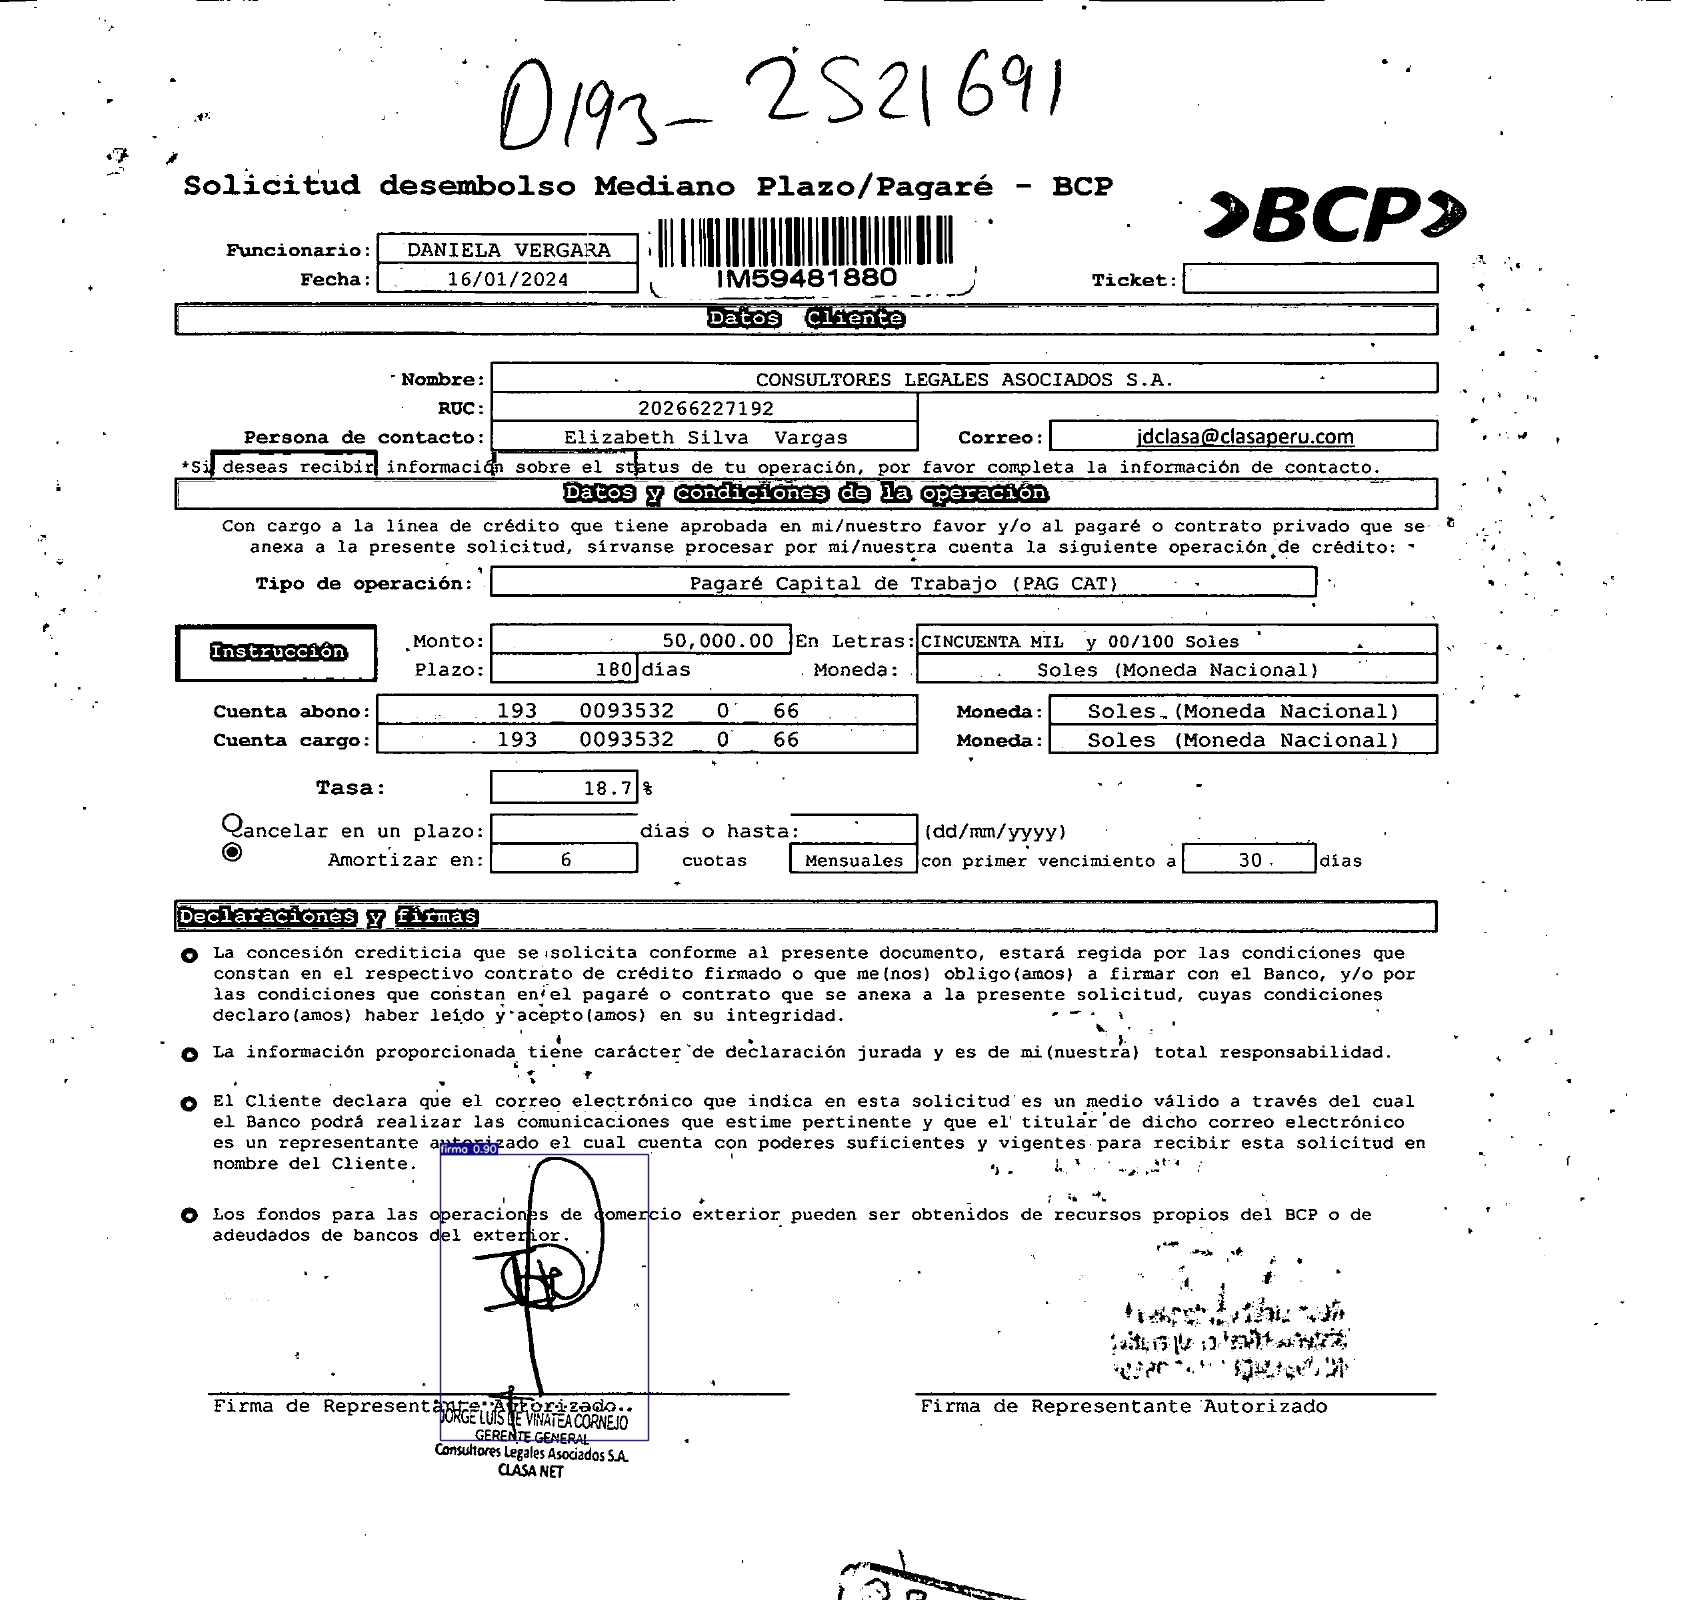 D193-2521691
Solicitud desembolso Mediano Plazo/Pagaré - BCP
›BCP›
Funcionario: DANIELA VERGARA
Fecha: 16/01/2024
IM59481880
Ticket:
Datos Cliente
Nombre: CONSULTORES LEGALES ASOCIADOS S.A.
RUC: 20266227192
Persona de contacto: Elizabeth Silva Vargas Correo: jdclasa@clasaperu.com
*Si deseas recibir información sobre el status de tu operación, por favor completa la información de contacto.
Datos y condiciones de la operación
Con cargo a la línea de crédito que tiene aprobada en mi/nuestro favor y/o al pagaré o contrato privado que se
anexa a la presente solicitud, sírvanse procesar por mi/nuestra cuenta la siguiente operación de crédito:
Tipo de operación: Pagaré Capital de Trabajo (PAG CAT)
Instrucción
Monto: 50,000.00 En Letras: CINCUENTA MIL y 00/100 Soles
Plazo: 180 días Moneda: Soles (Moneda Nacional)
Cuenta abono: 193 0093532 0 66 Moneda: Soles (Moneda Nacional)
Cuenta cargo: 193 0093532 0 66 Moneda: Soles (Moneda Nacional)
Tasa: 18.7 %
Cancelar en un plazo: días o hasta: (dd/mm/yyyy)
Amortizar en: 6 cuotas Mensuales con primer vencimiento a 30 días
Declaraciones y firmas
La concesión crediticia que se solicita conforme al presente documento, estará regida por las condiciones que
constan en el respectivo contrato de crédito firmado o que me(nos) obligo(amos) a firmar con el Banco, y/o por
las condiciones que constan en el pagaré o contrato que se anexa a la presente solicitud, cuyas condiciones
declaro(amos) haber leído y acepto(amos) en su integridad.
La información proporcionada tiene carácter de declaración jurada y es de mi(nuestra) total responsabilidad.
El Cliente declara que el correo electrónico que indica en esta solicitud es un medio válido a través del cual
el Banco podrá realizar las comunicaciones que estime pertinente y que el titular de dicho correo electrónico
es un representante autorizado el cual cuenta con poderes suficientes y vigentes para recibir esta solicitud en
nombre del Cliente.
firma 0.90
Los fondos para las operaciones de comercio exterior pueden ser obtenidos de recursos propios del BCP o de
adeudados de bancos del exterior.
Firma de Representante Autorizado
Firma de Representante Autorizado
JORGE LUIS DE VINATEA CORNEJO
GERENTE GENERAL
Consultores Legales Asociados S.A.
CLASA NET